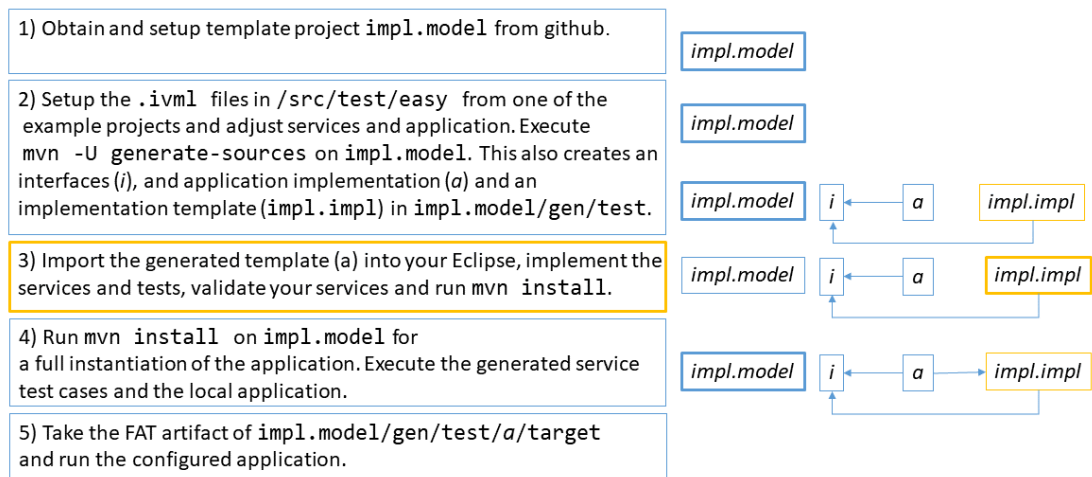 1) Obtain and setup template project impl.model from github.
impl.model
2) Setup the .ivml files in /src/test/easy from one of the
example projects and adjust services and application. Execute
mvn -U generate-sources on impl.model. This also creates an
interfaces (i), and application implementation (a) and an
implementation template (impl.impl) in impl.model/gen/test.
impl.model
impl.model i a impl.impl
3) Import the generated template (a) into your Eclipse, implement the
services and tests, validate your services and run mvn install.
impl.model i a impl.impl
4) Run mvn install on impl.model for
a full instantiation of the application. Execute the generated service
test cases and the local application.
impl.model i a impl.impl
5) Take the FAT artifact of impl.model/gen/test/a/target
and run the configured application.